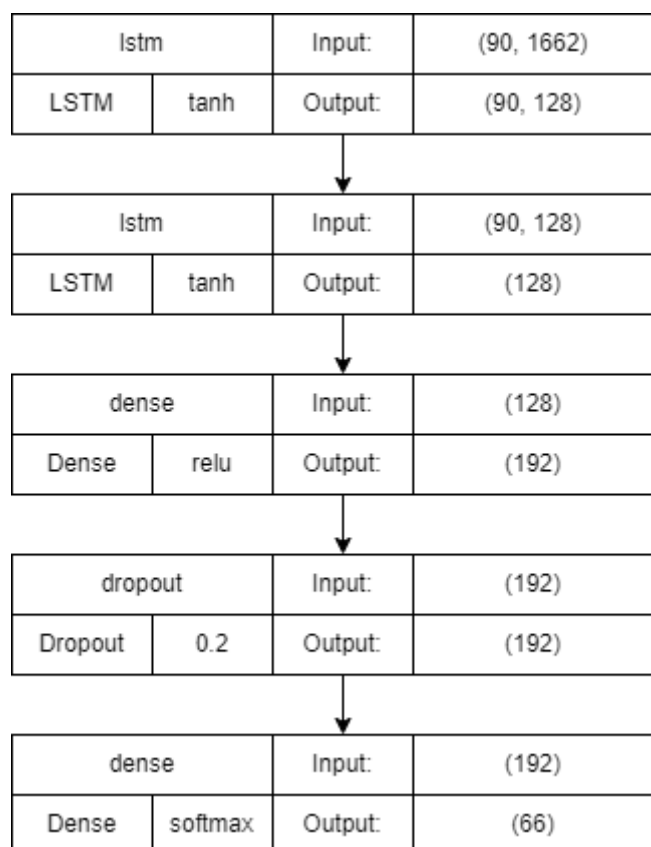 lstm Input: (90, 1662)
LSTM tanh Output: (90, 128)
lstm Input: (90, 128)
LSTM tanh Output: (128)
dense Input: (128)
Dense relu Output: (192)
dropout Input: (192)
Dropout 0.2 Output: (192)
dense Input: (192)
Dense softmax Output: (66)